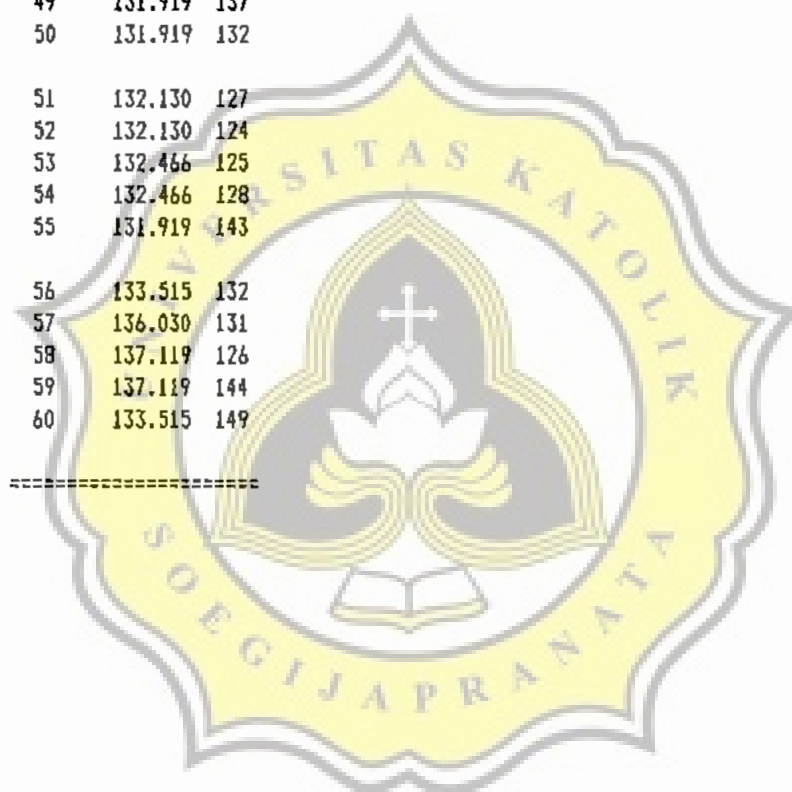 49 131.919 137
50 131.919 132
51 132.130 127
52 132.130 124
53 132.466 125
54 132.466 128
55 131.919 143
56 133.515 132
57 136.030 131
58 137.119 126
59 137.119 144
60 133.515 149
=========================
UNIVERSITAS KATOLIK
SOEGIJAPRANATA